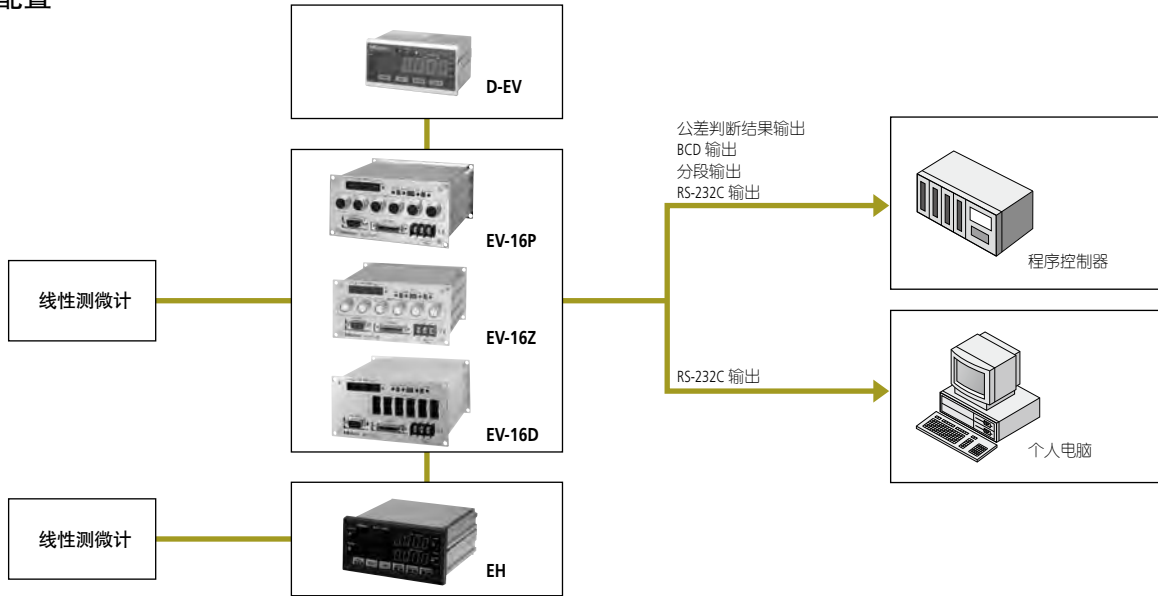 配置
D-EV
公差判断结果输出
BCD 输出
分段输出
RS-232C 输出
EV-16P
程序控制器
线性测微计
EV-16Z
RS-232C 输出
EV-16D
个人电脑
线性测微计
EH